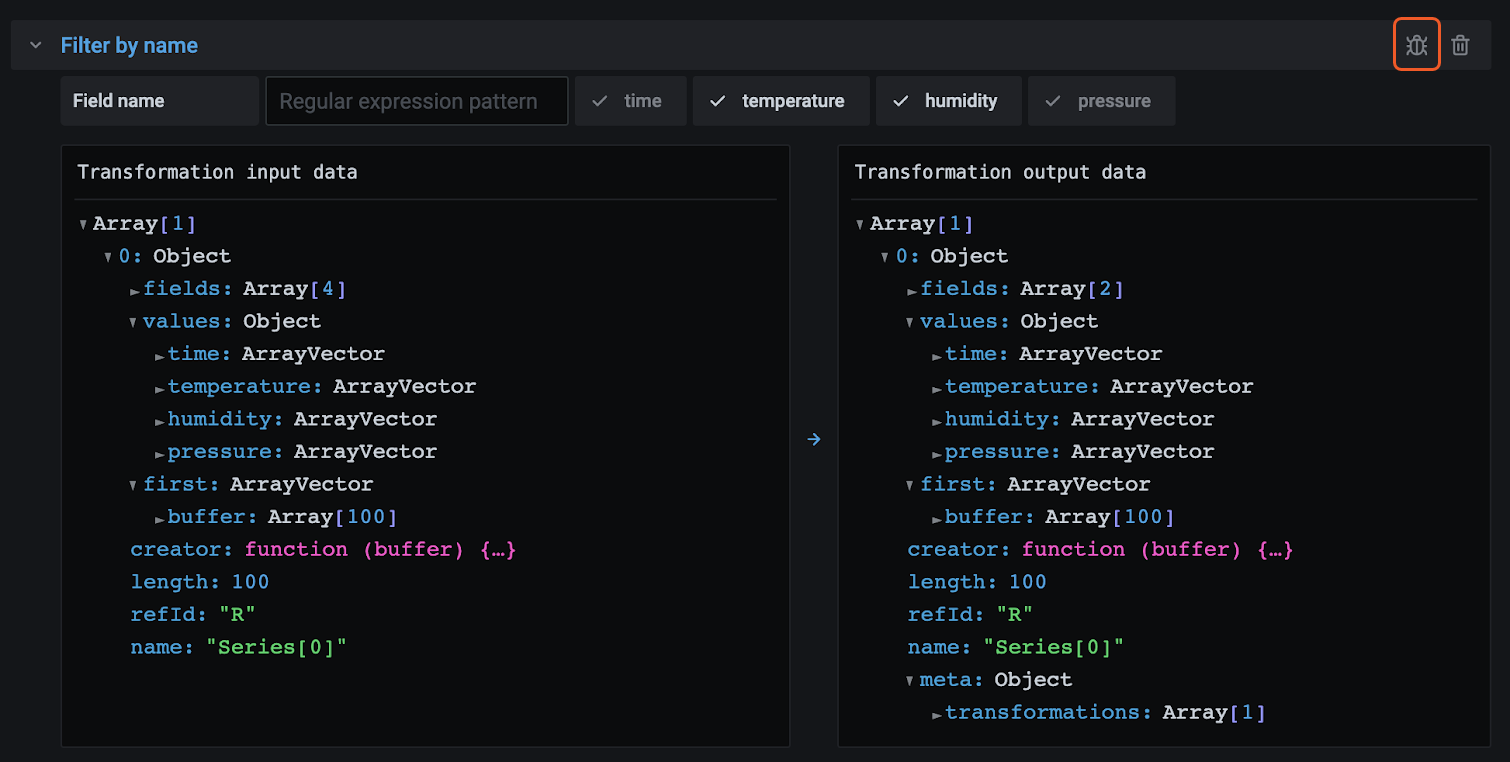 Filter by name
Field name Regular expression pattern time temperature humidity pressure
Transformation input data
Array[1]
0: Object
fields: Array[4]
values: Object
time: ArrayVector
temperature: ArrayVector
humidity: ArrayVector
pressure: ArrayVector
first: ArrayVector
buffer: Array[100]
creator: function (buffer) {…}
length: 100
refId: "R"
name: "Series[0]"
Transformation output data
Array[1]
0: Object
fields: Array[2]
values: Object
time: ArrayVector
temperature: ArrayVector
humidity: ArrayVector
pressure: ArrayVector
first: ArrayVector
buffer: Array[100]
creator: function (buffer) {…}
length: 100
refId: "R"
name: "Series[0]"
meta: Object
transformations: Array[1]